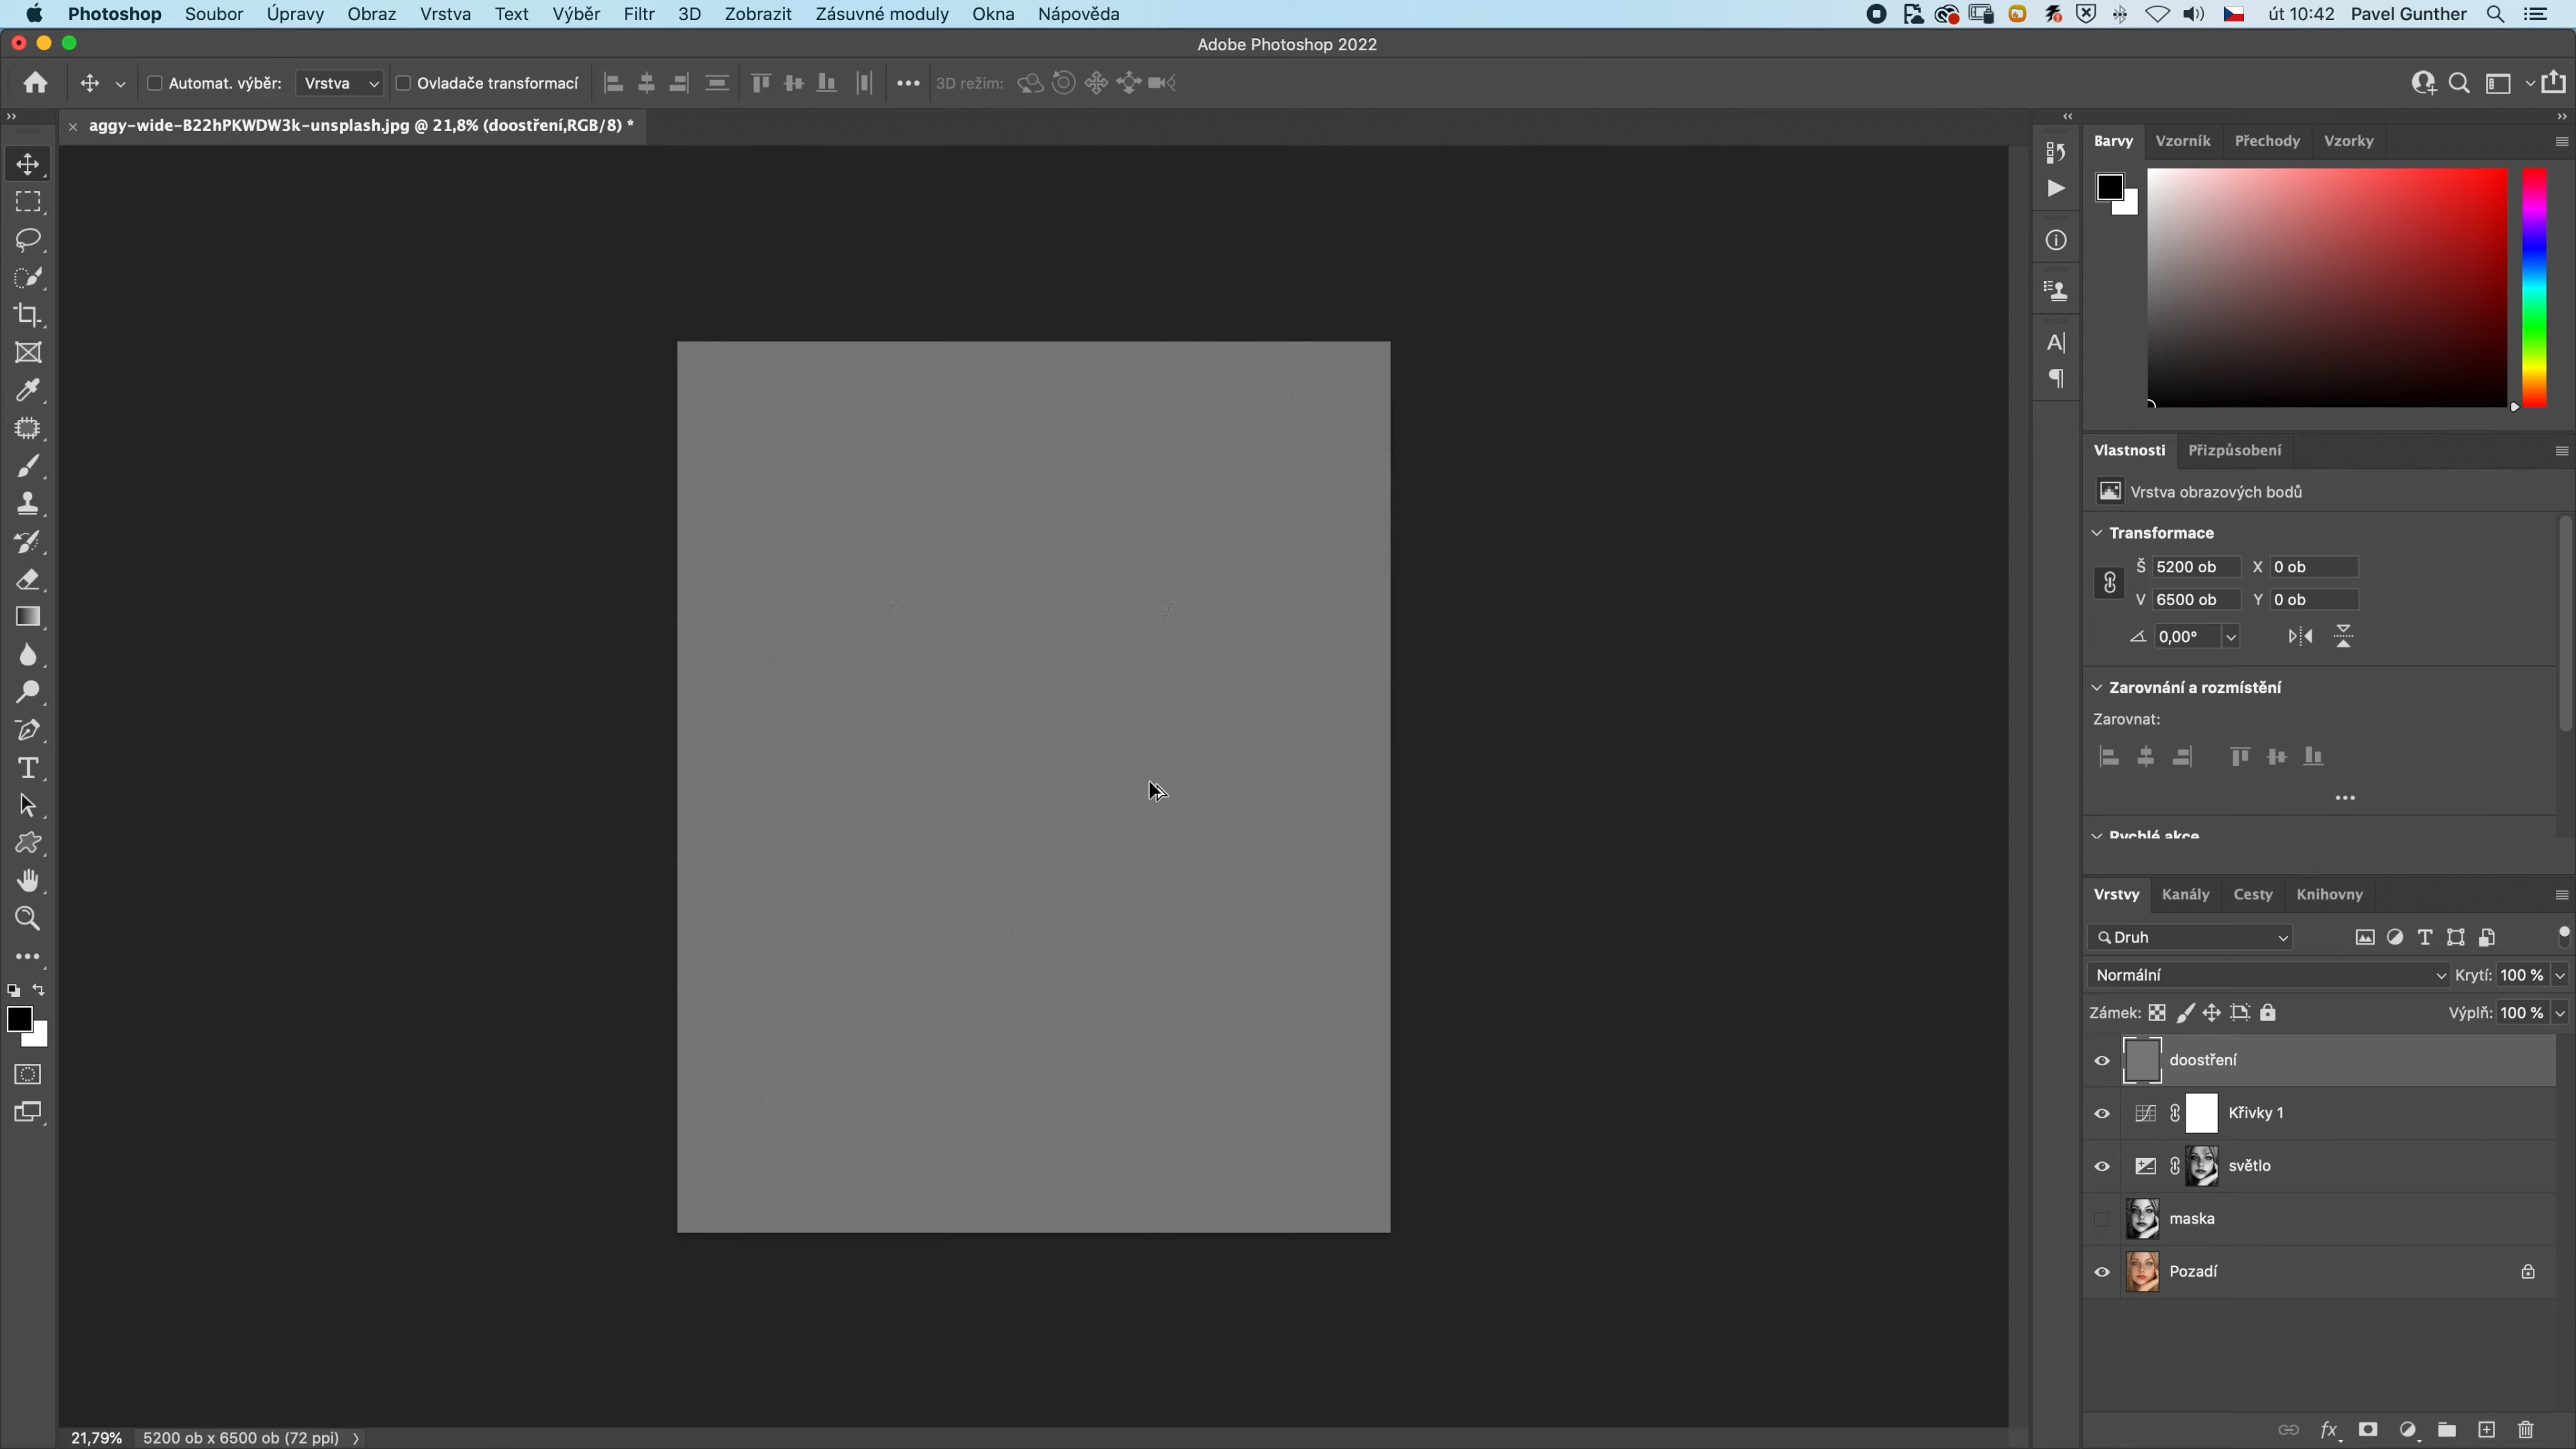 Photoshop Soubor Úpravy Obraz Vrstva Text Výběr Filtr 3D Zobrazit Zásuvné moduly Okna Nápověda út 10:42 Pavel Gunther
Adobe Photoshop 2022
Automat. výběr: Vrstva Ovladače transformací 3D režim:
aggy-wide-B22hPKWDW3k-unsplash.jpg @ 21,8% (doostření,RGB/8) *
Barvy Vzorník Přechody Vzorky
Vlastnosti Přizpůsobení
Vrstva obrazových bodů
Transformace
Š 5200 ob X 0 ob
V 6500 ob Y 0 ob
0,00°
Zarovnání a rozmístění
Zarovnat:
Rychlé akce
Vrstvy Kanály Cesty Knihovny
Druh
Normální Krytí: 100 %
Zámek: Výplň: 100 %
doostření
Křivky 1
světlo
maska
Pozadí
fx
21,79% 5200 ob x 6500 ob (72 ppi)